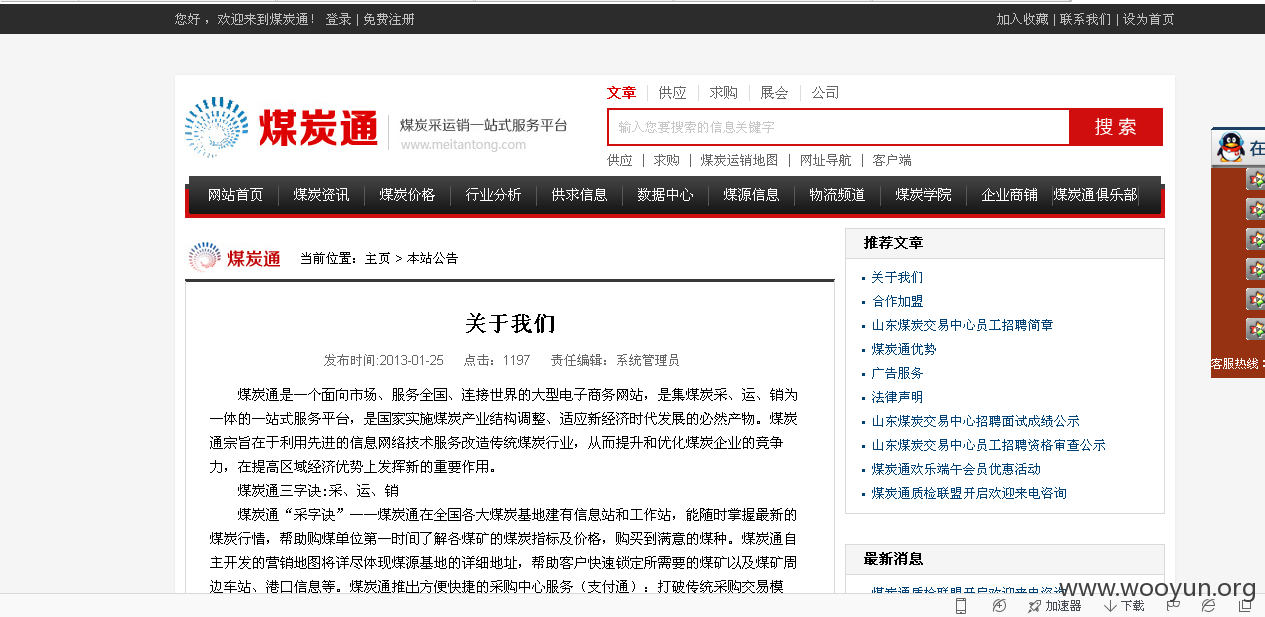 您好，欢迎来到煤炭通！ 登录 | 免费注册
加入收藏 | 联系我们 | 设为首页
煤炭通
煤炭采运销一站式服务平台
www.meitantong.com
文章 供应 求购 展会 公司
输入您要搜索的信息关键字
搜 索
供应 | 求购 | 煤炭运销地图 | 网址导航 | 客户端
网站首页 煤炭资讯 煤炭价格 行业分析 供求信息 数据中心 煤源信息 物流频道 煤炭学院 企业商铺 煤炭通俱乐部
煤炭通 当前位置：主页 > 本站公告
关于我们
发布时间:2013-01-25 点击：1197 责任编辑：系统管理员
煤炭通是一个面向市场、服务全国、连接世界的大型电子商务网站，是集煤炭采、运、销为
一体的一站式服务平台，是国家实施煤炭产业结构调整、适应新经济时代发展的必然产物。煤炭
通宗旨在于利用先进的信息网络技术服务改造传统煤炭行业，从而提升和优化煤炭企业的竞争
力，在提高区域经济优势上发挥新的重要作用。
煤炭通三字诀:采、运、销
煤炭通“采字诀”——煤炭通在全国各大煤炭基地建有信息站和工作站，能随时掌握最新的
煤炭行情，帮助购煤单位第一时间了解各煤矿的煤炭指标及价格，购买到满意的煤种。煤炭通自
主开发的营销地图将详尽体现煤源基地的详细地址，帮助客户快速锁定所需要的煤矿以及煤矿周
边车站、港口信息等。煤炭通推出方便快捷的采购中心服务（支付通）：打破传统采购交易模
推荐文章
关于我们
合作加盟
山东煤炭交易中心员工招聘简章
煤炭通优势
广告服务
法律声明
山东煤炭交易中心招聘面试成绩公示
山东煤炭交易中心员工招聘资格审查公示
煤炭通欢乐端午会员优惠活动
煤炭通质检联盟开启欢迎来电咨询
最新消息
煤炭通质检联盟开启欢迎来电咨询
在
客服热线：
www.wooyun.org
加速器 下载